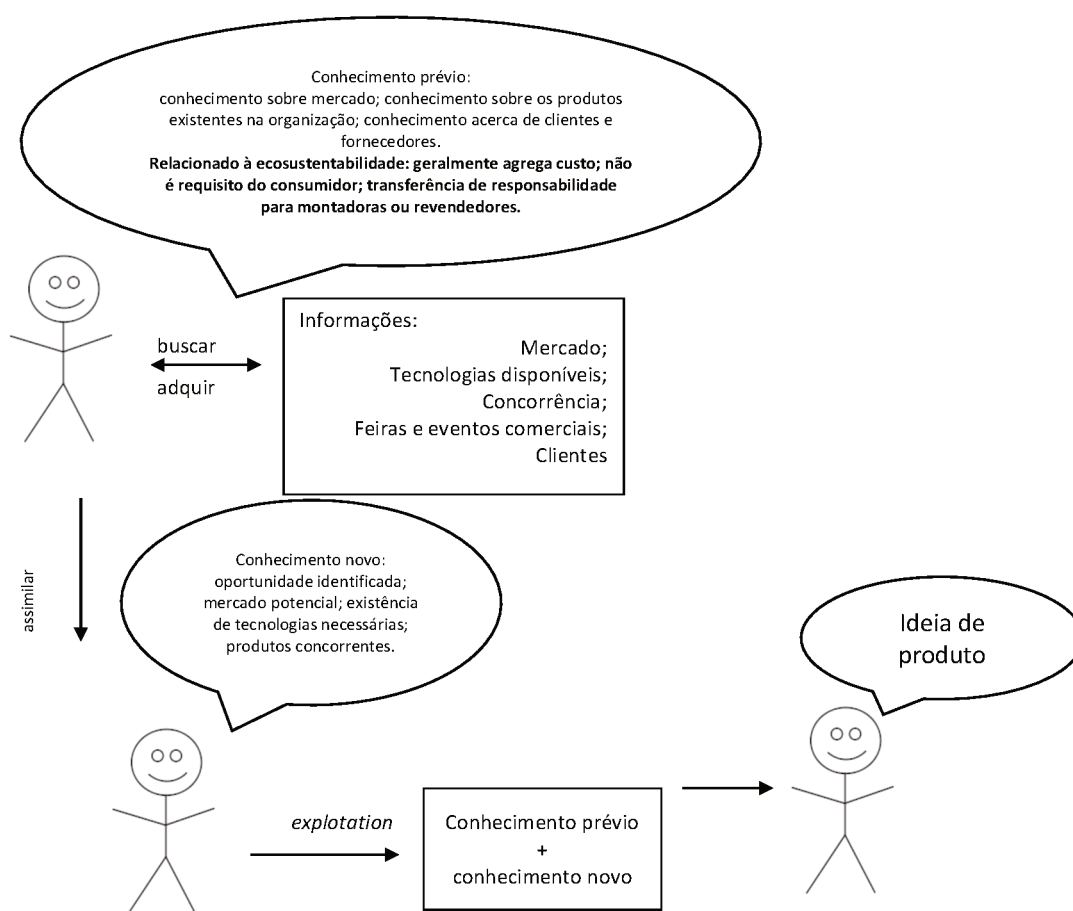 Conhecimento prévio:
conhecimento sobre mercado; conhecimento sobre os produtos
existentes na organização; conhecimento acerca de clientes e
fornecedores.
Relacionado à ecosustentabilidade: geralmente agrega custo; não
é requisito do consumidor; transferência de responsabilidade
para montadoras ou revendedores.
buscar
adquir
Informações:
Mercado;
Tecnologias disponíveis;
Concorrência;
Feiras e eventos comerciais;
Clientes
assimilar
Conhecimento novo:
oportunidade identificada;
mercado potencial; existência
de tecnologias necessárias;
produtos concorrentes.
Ideia de
produto
explotation
Conhecimento prévio
+
conhecimento novo